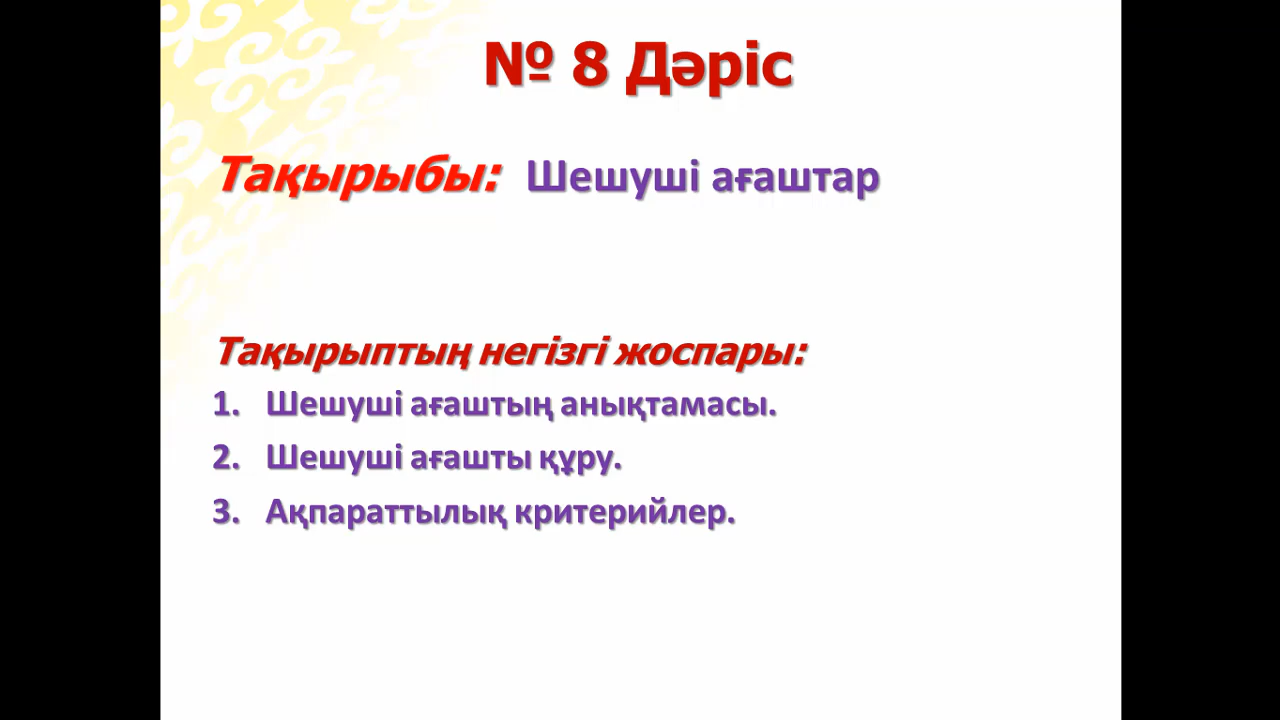 № 8 Дәріс
Тақырыбы: Шешуші ағаштар
Тақырыптың негізгі жоспары:
1. Шешуші ағаштың анықтамасы.
2. Шешуші ағашты құру.
3. Ақпараттылық критерийлер.